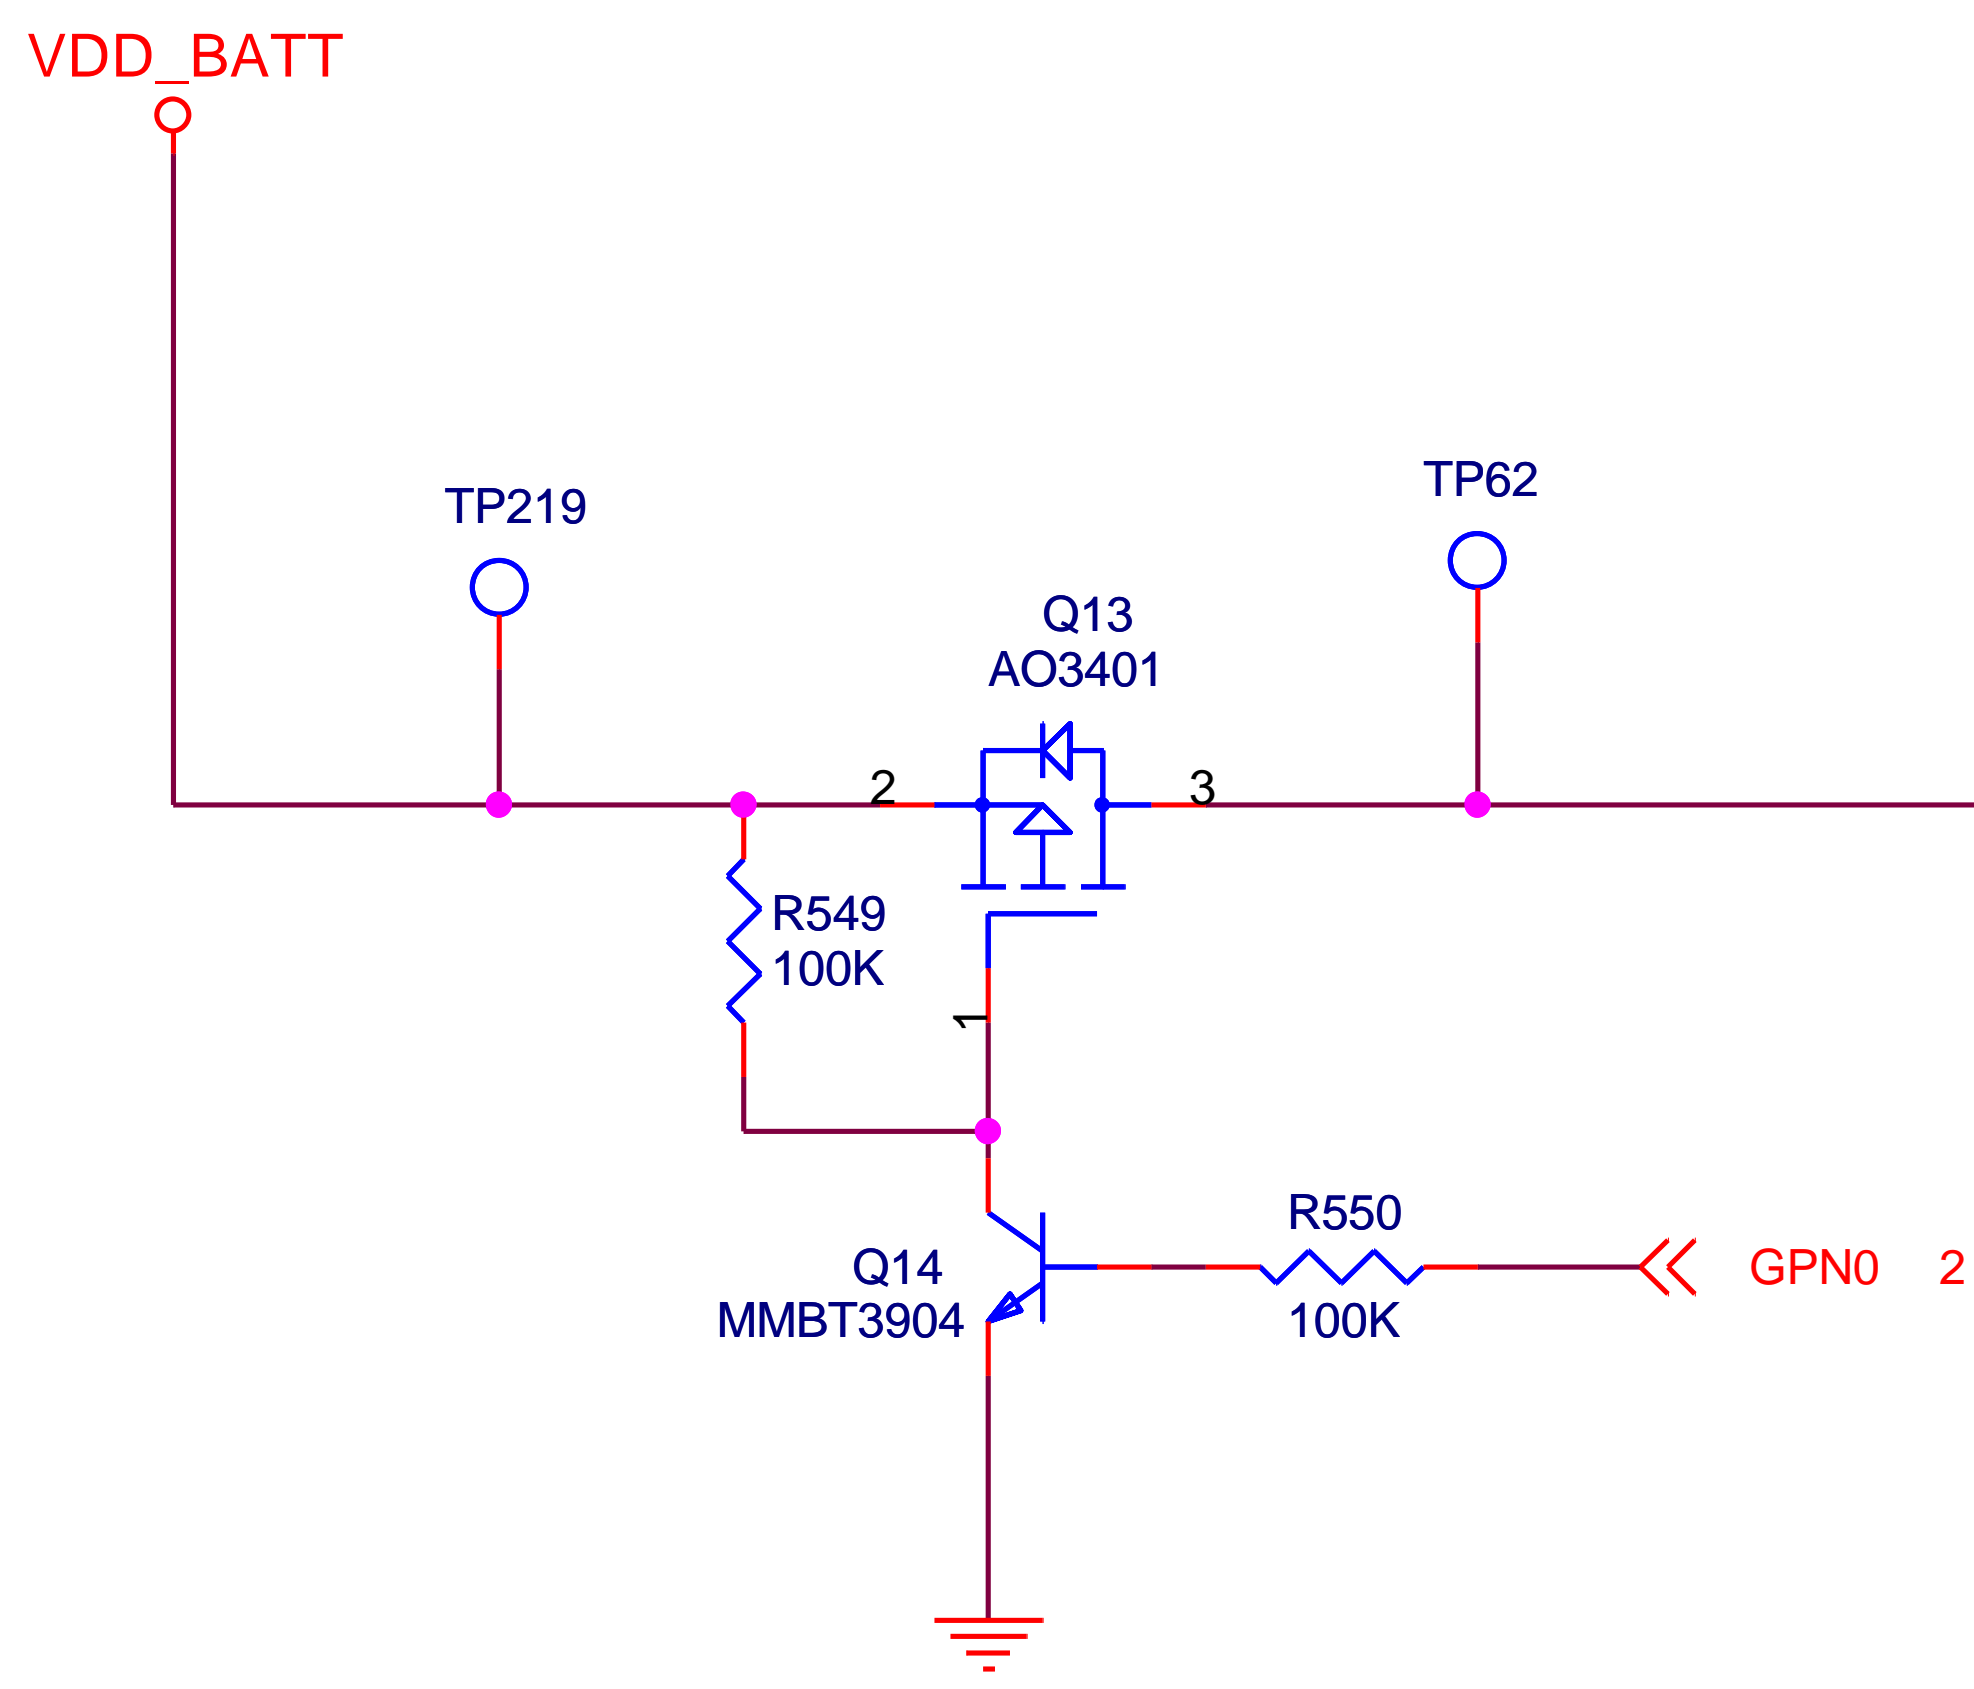 VDD_BATT
TP62
TP219
Q13
AO3401
2
3
R549
100K
1
R550
Q14
GPN0 2
MMBT3904
100K